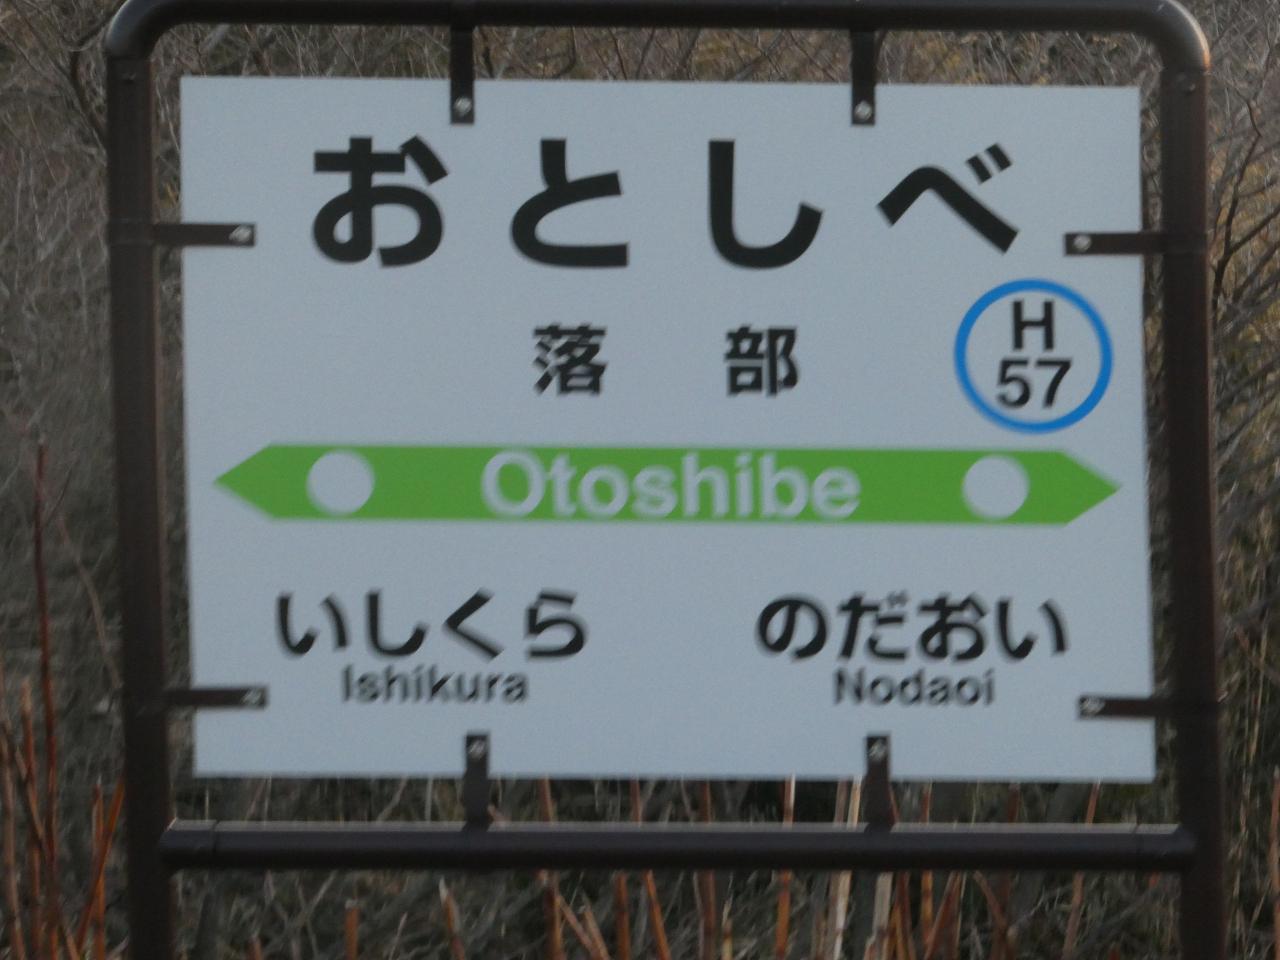 おとしべ
落部
H
57
Otoshibe
いしくら のだおい
Ishikura Nodaoi